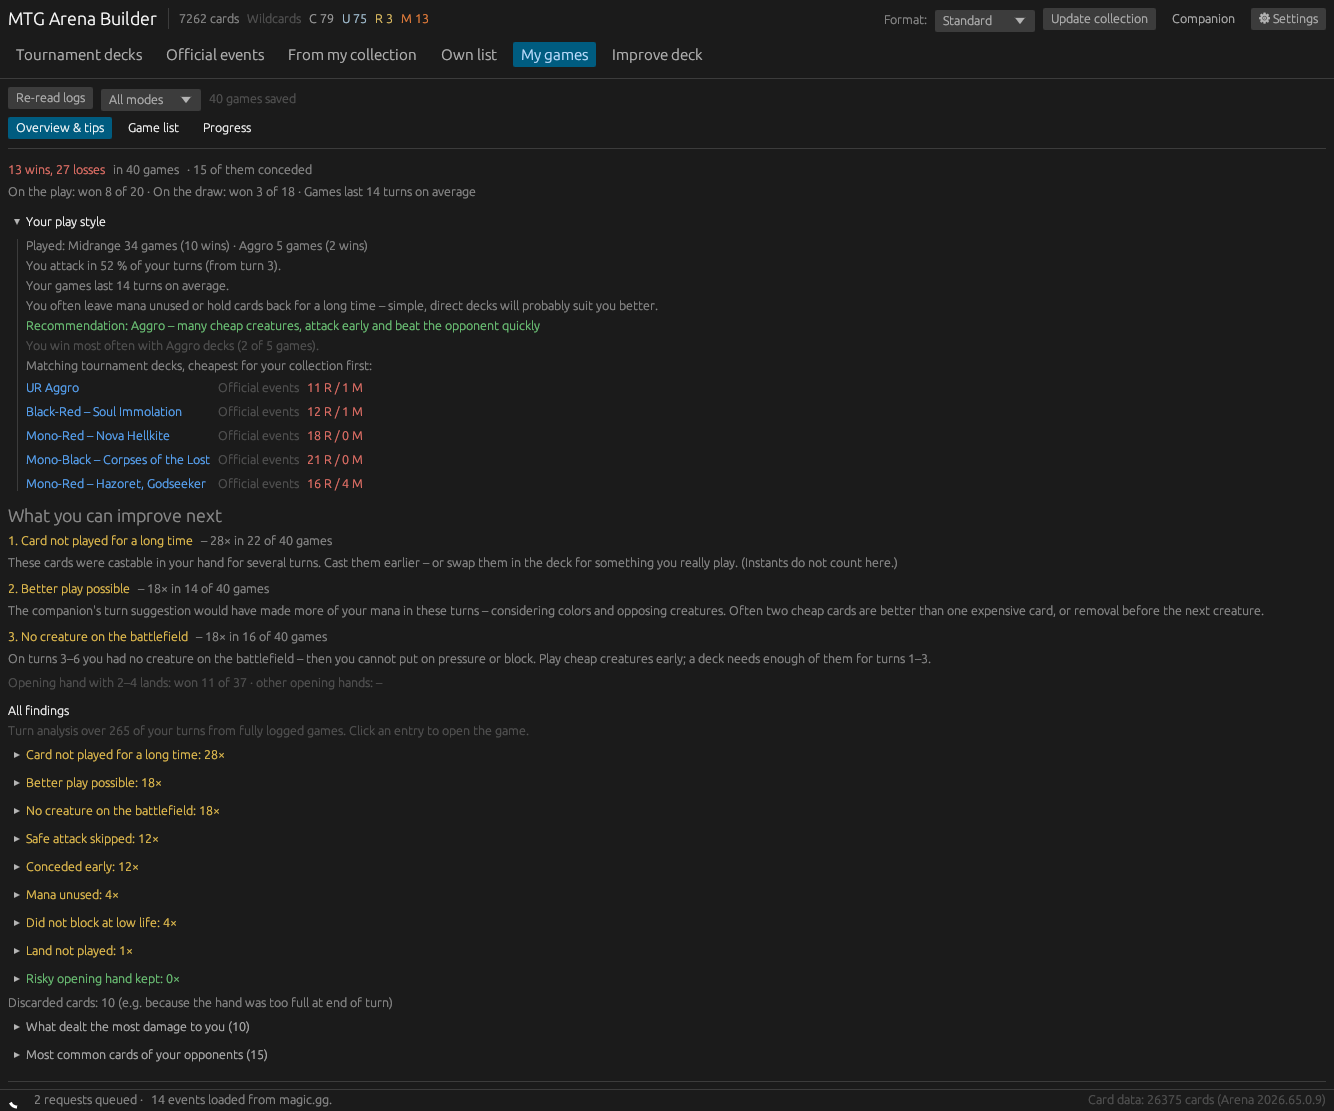 MTG Arena Builder 7262 cards Wildcards C 79 U 75 R 3 M 13 Format: Standard Update collection Companion Settings
Tournament decks Official events From my collection Own list My games Improve deck
Re-read logs All modes 40 games saved
Overview & tips Game list Progress
13 wins, 27 losses in 40 games · 15 of them conceded
On the play: won 8 of 20 · On the draw: won 3 of 18 · Games last 14 turns on average
Your play style
Played: Midrange 34 games (10 wins) · Aggro 5 games (2 wins)
You attack in 52 % of your turns (from turn 3).
Your games last 14 turns on average.
You often leave mana unused or hold cards back for a long time – simple, direct decks will probably suit you better.
Recommendation: Aggro – many cheap creatures, attack early and beat the opponent quickly
You win most often with Aggro decks (2 of 5 games).
Matching tournament decks, cheapest for your collection first:
UR Aggro Official events 11 R / 1 M
Black-Red – Soul Immolation Official events 12 R / 1 M
Mono-Red – Nova Hellkite Official events 18 R / 0 M
Mono-Black – Corpses of the Lost Official events 21 R / 0 M
Mono-Red – Hazoret, Godseeker Official events 16 R / 4 M
What you can improve next
1. Card not played for a long time – 28× in 22 of 40 games
These cards were castable in your hand for several turns. Cast them earlier – or swap them in the deck for something you really play. (Instants do not count here.)
2. Better play possible – 18× in 14 of 40 games
The companion's turn suggestion would have made more of your mana in these turns – considering colors and opposing creatures. Often two cheap cards are better than one expensive card, or removal before the next creature.
3. No creature on the battlefield – 18× in 16 of 40 games
On turns 3–6 you had no creature on the battlefield – then you cannot put on pressure or block. Play cheap creatures early; a deck needs enough of them for turns 1–3.
Opening hand with 2–4 lands: won 11 of 37 · other opening hands: –
All findings
Turn analysis over 265 of your turns from fully logged games. Click an entry to open the game.
Card not played for a long time: 28×
Better play possible: 18×
No creature on the battlefield: 18×
Safe attack skipped: 12×
Conceded early: 12×
Mana unused: 4×
Did not block at low life: 4×
Land not played: 1×
Risky opening hand kept: 0×
Discarded cards: 10 (e.g. because the hand was too full at end of turn)
What dealt the most damage to you (10)
Most common cards of your opponents (15)
2 requests queued · 14 events loaded from magic.gg. Card data: 26375 cards (Arena 2026.65.0.9)